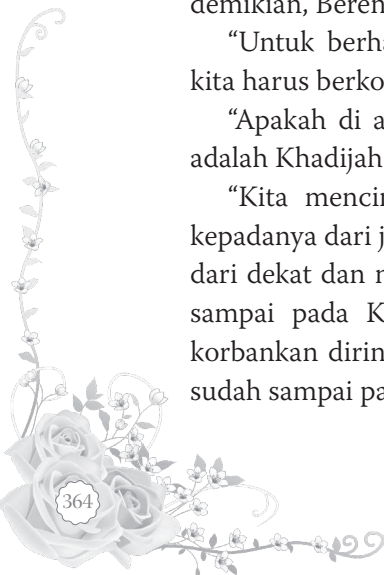 demikian, Beren
“Untuk berha
kita harus berko
“Apakah di a
adalah Khadijah
“Kita mencin
kepadanya dari j
dari dekat dan m
sampai pada K
korbankan dirin
sudah sampai pa
364